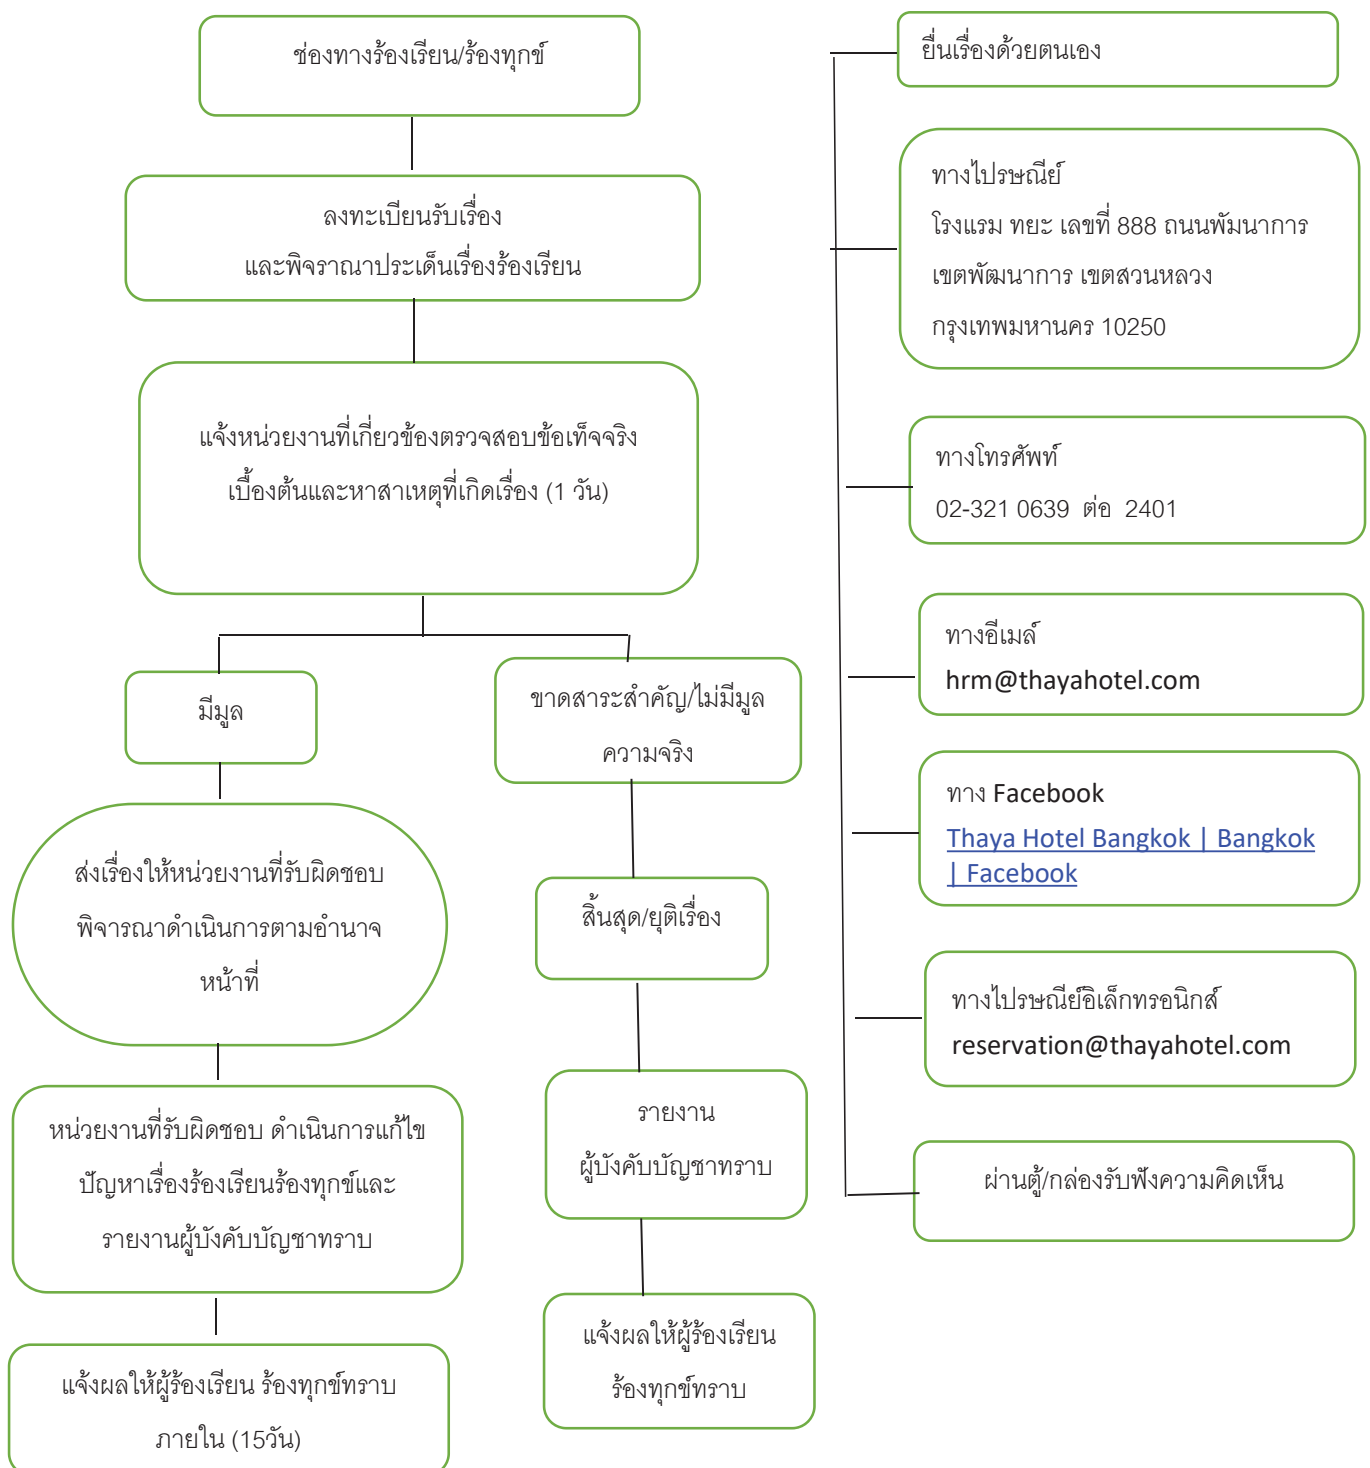 ช่องทางร้องเรียน/ร้องทุกข์
ลงทะเบียนรับเรื่อง
และพิจราณาประเด็นเรื่องร้องเรียน
แจ้งหน่วยงานที่เกี่ยวข้องตรวจสอบข้อเท็จจริง
เบื้องต้นและหาสาเหตุที่เกิดเรื่อง (1 วัน)
มีมูล
ส่งเรื่องให้หน่วยงานที่รับผิดชอบ
พิจารณาดำเนินการตามอำนาจ
หน้าที่
หน่วยงานที่รับผิดชอบ ดำเนินการแก้ไข
ปัญหาเรื่องร้องเรียนร้องทุกข์และ
รายงานผู้บังคับบัญชาทราบ
แจ้งผลให้ผู้ร้องเรียน ร้องทุกข์ทราบ
ภายใน (15วัน)
ขาดสาระสำคัญ/ไม่มีมูล
ความจริง
สิ้นสุด/ยุติเรื่อง
รายงาน
ผู้บังคับบัญชาทราบ
แจ้งผลให้ผู้ร้องเรียน
ร้องทุกข์ทราบ
ยื่นเรื่องด้วยตนเอง
ทางไปรษณีย์
โรงแรม ทยะ เลขที่ 888 ถนนพัมนาการ
เขตพัฒนาการ เขตสวนหลวง
กรุงเทพมหานคร 10250
ทางโทรศัพท์
02-321 0639 ต่อ 2401
ทางอีเมล์
hrm@thayahotel.com
ทาง Facebook
Thaya Hotel Bangkok | Bangkok
| Facebook
ทางไปรษณีย์อิเล็กทรอนิกส์
reservation@thayahotel.com
ผ่านตู้/กล่องรับฟังความคิดเห็น